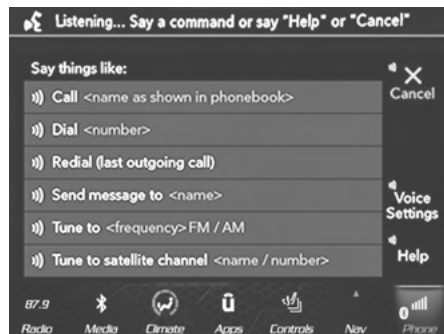 Listening... Say a command or say "Help" or "Cancel"
Say things like:
Call <name as shown in phonebook>
Dial <number>
Redial (last outgoing call)
Send message to <name>
Tune to <frequency> FM / AM
Tune to satellite channel <name / number>
Cancel
Voice
Settings
Help
87.9
Radio
Media
Climate
Apps
Controls
Nav
Phone